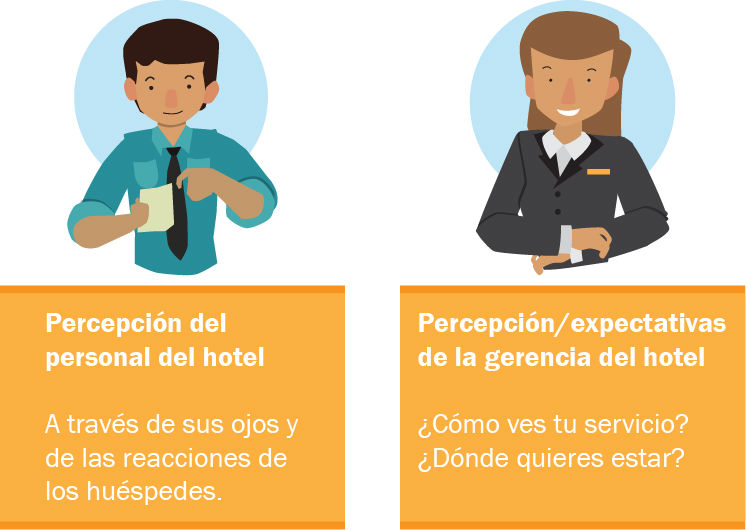 Percepción del
personal del hotel
A través de sus ojos y
de las reacciones de
los huéspedes.
Percepción/expectativas
de la gerencia del hotel
¿Cómo ves tu servicio?
¿Dónde quieres estar?